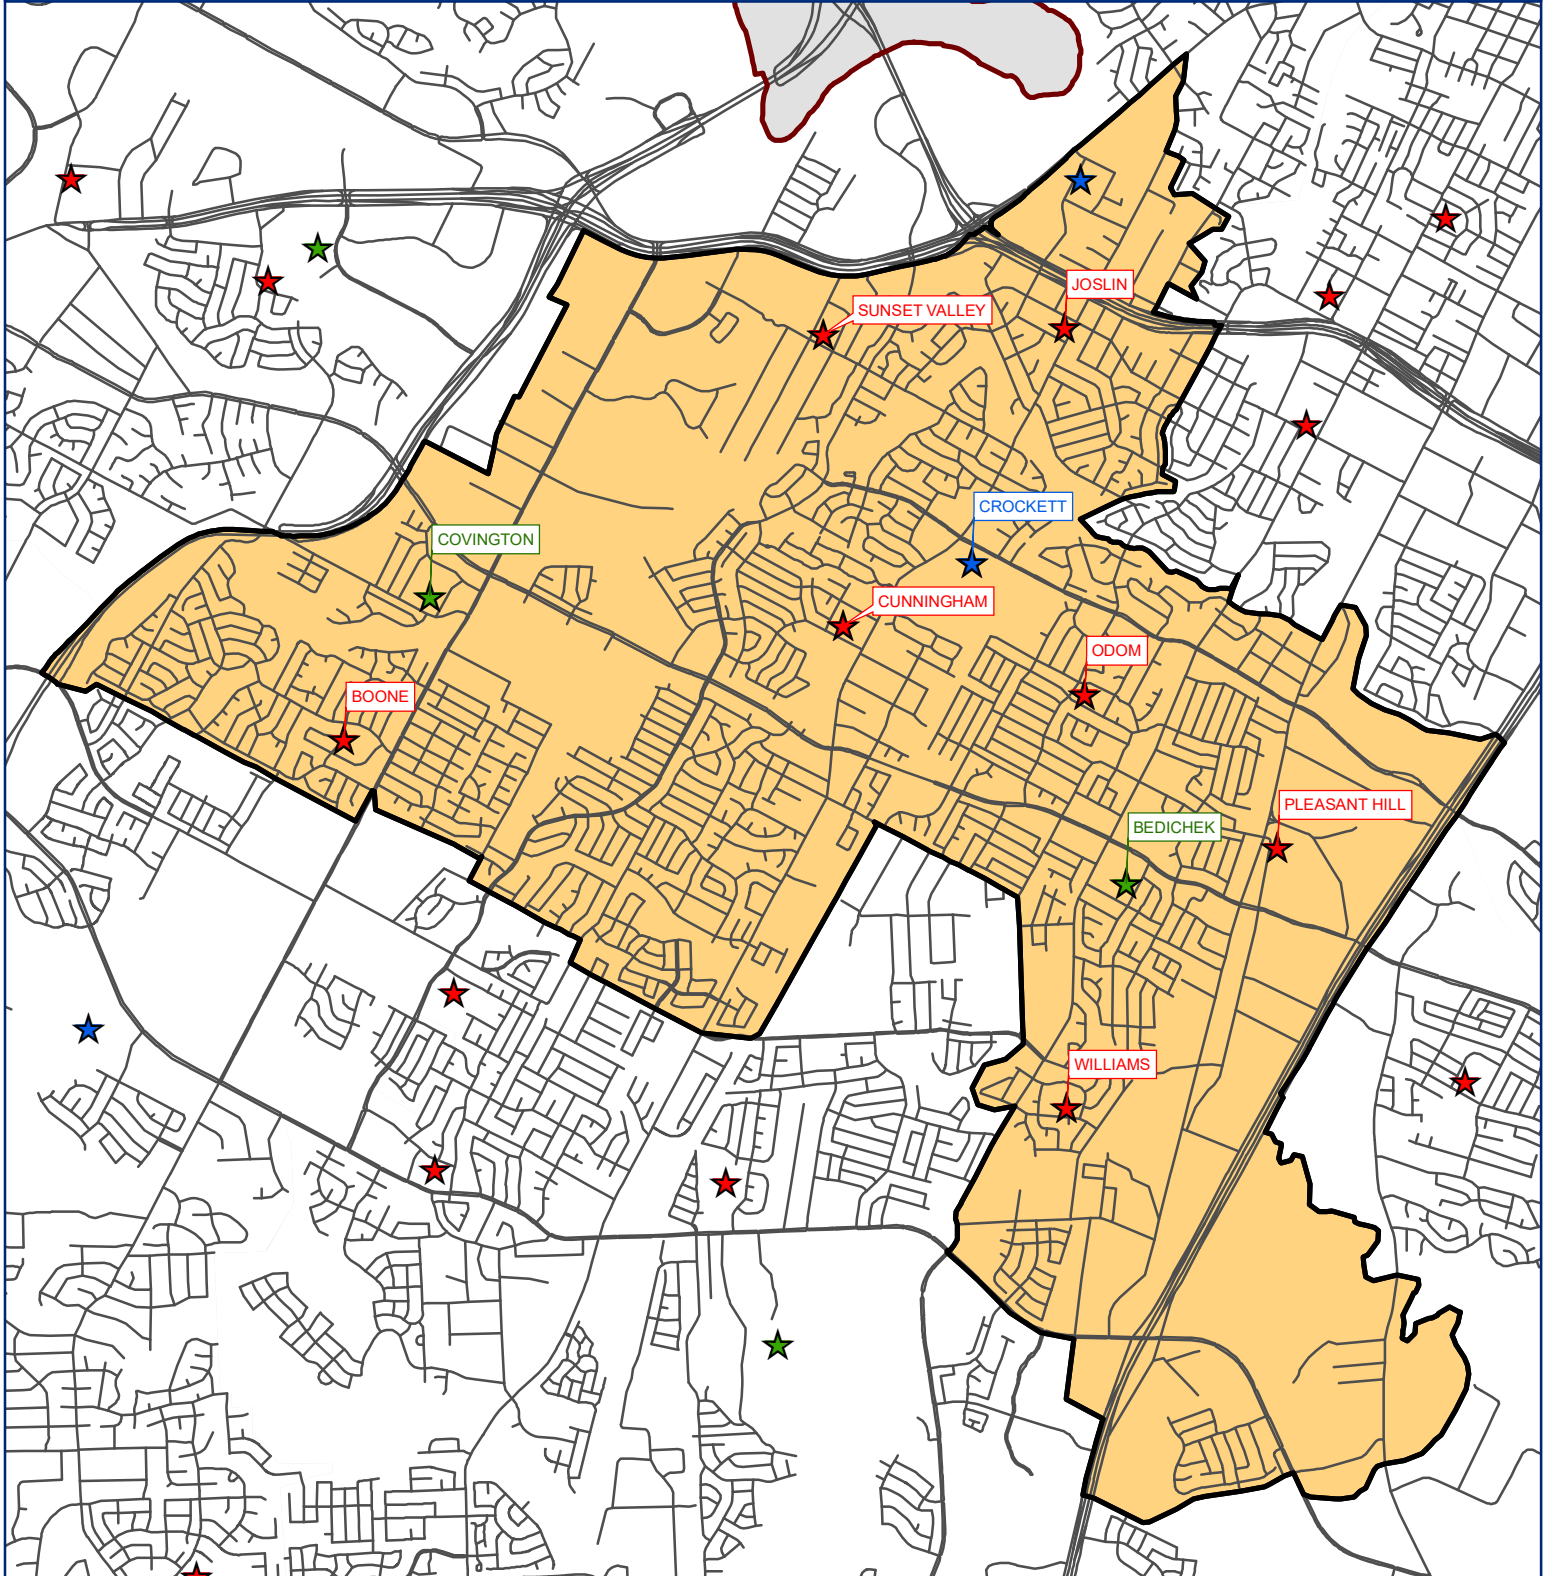 JOSLIN
SUNSET VALLEY
CROCKETT
COVINGTON
CUNNINGHAM
ODOM
BOONE
PLEASANT HILL
BEDICHEK
WILLIAMS